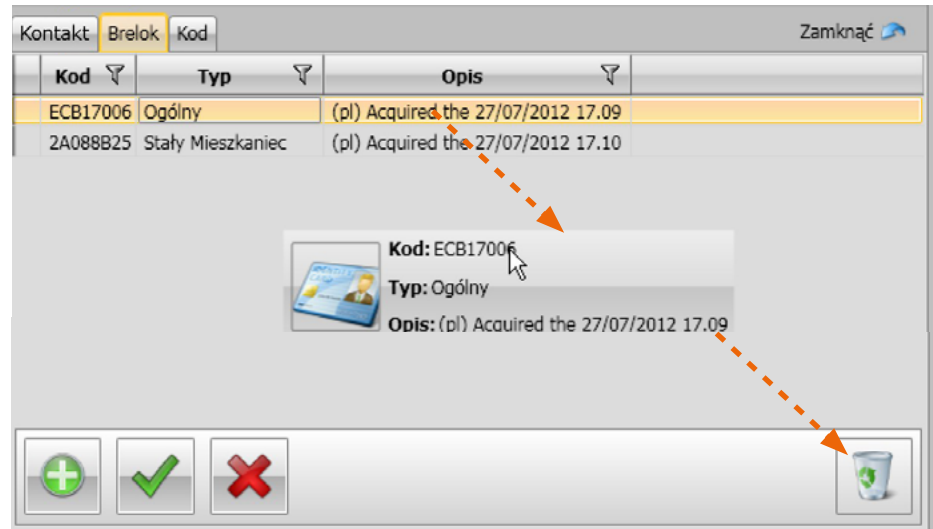 Kontakt Brelok Kod Zamknąć
Kod Typ Opis
ECB17006 Ogólny (pl) Acquired the 27/07/2012 17.09
2A088B25 Stały Mieszkaniec (pl) Acquired the 27/07/2012 17.10
Kod: ECB17006
Typ: Ogólny
Opis: (pl) Acquired the 27/07/2012 17.09